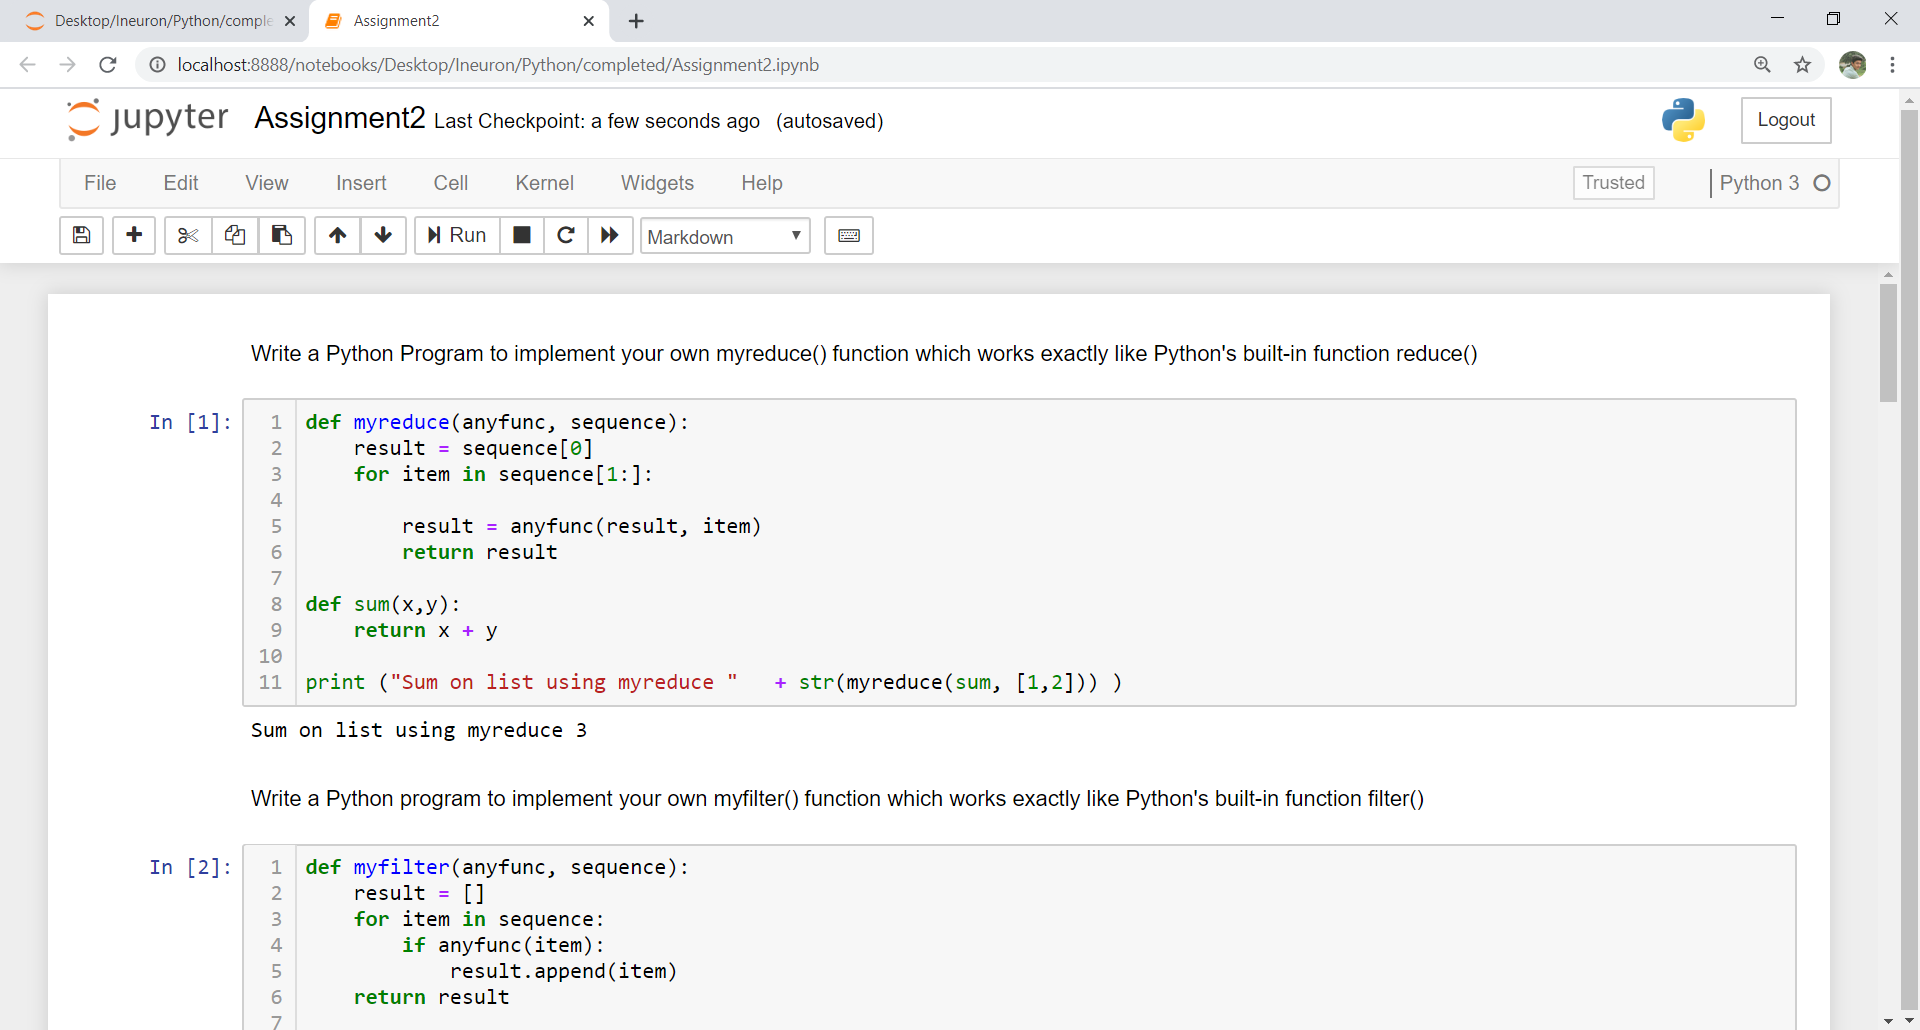 Desktop/Ineuron/Python/comple
Assignment2
localhost:8888/notebooks/Desktop/Ineuron/Python/completed/Assignment2.ipynb
jupyter Assignment2 Last Checkpoint: a few seconds ago (autosaved)
Logout
File Edit View Insert Cell Kernel Widgets Help
Trusted
Python 3
Run
Markdown
Write a Python Program to implement your own myreduce() function which works exactly like Python's built-in function reduce()
In [1]:
1 def myreduce(anyfunc, sequence):
2     result = sequence[0]
3     for item in sequence[1:]:
4
5         result = anyfunc(result, item)
6         return result
7
8 def sum(x,y):
9     return x + y
10
11 print ("Sum on list using myreduce "   + str(myreduce(sum, [1,2])) )
Sum on list using myreduce 3
Write a Python program to implement your own myfilter() function which works exactly like Python's built-in function filter()
In [2]:
1 def myfilter(anyfunc, sequence):
2     result = []
3     for item in sequence:
4         if anyfunc(item):
5             result.append(item)
6     return result
7